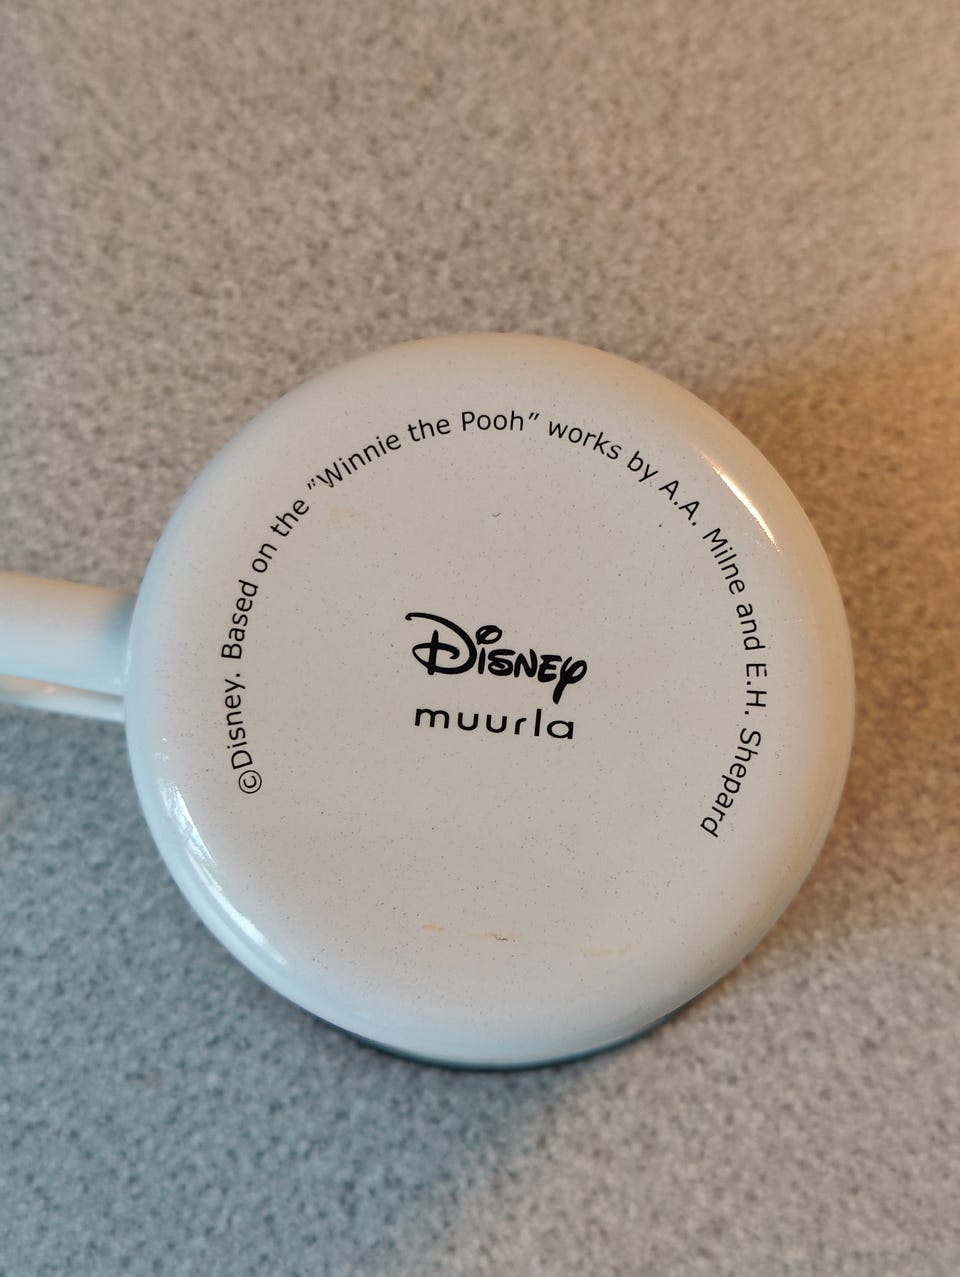 ©Disney. Based on the ”Winnie the Pooh” works by A.A. Milne and E.H. Shepard
Disney
muurla